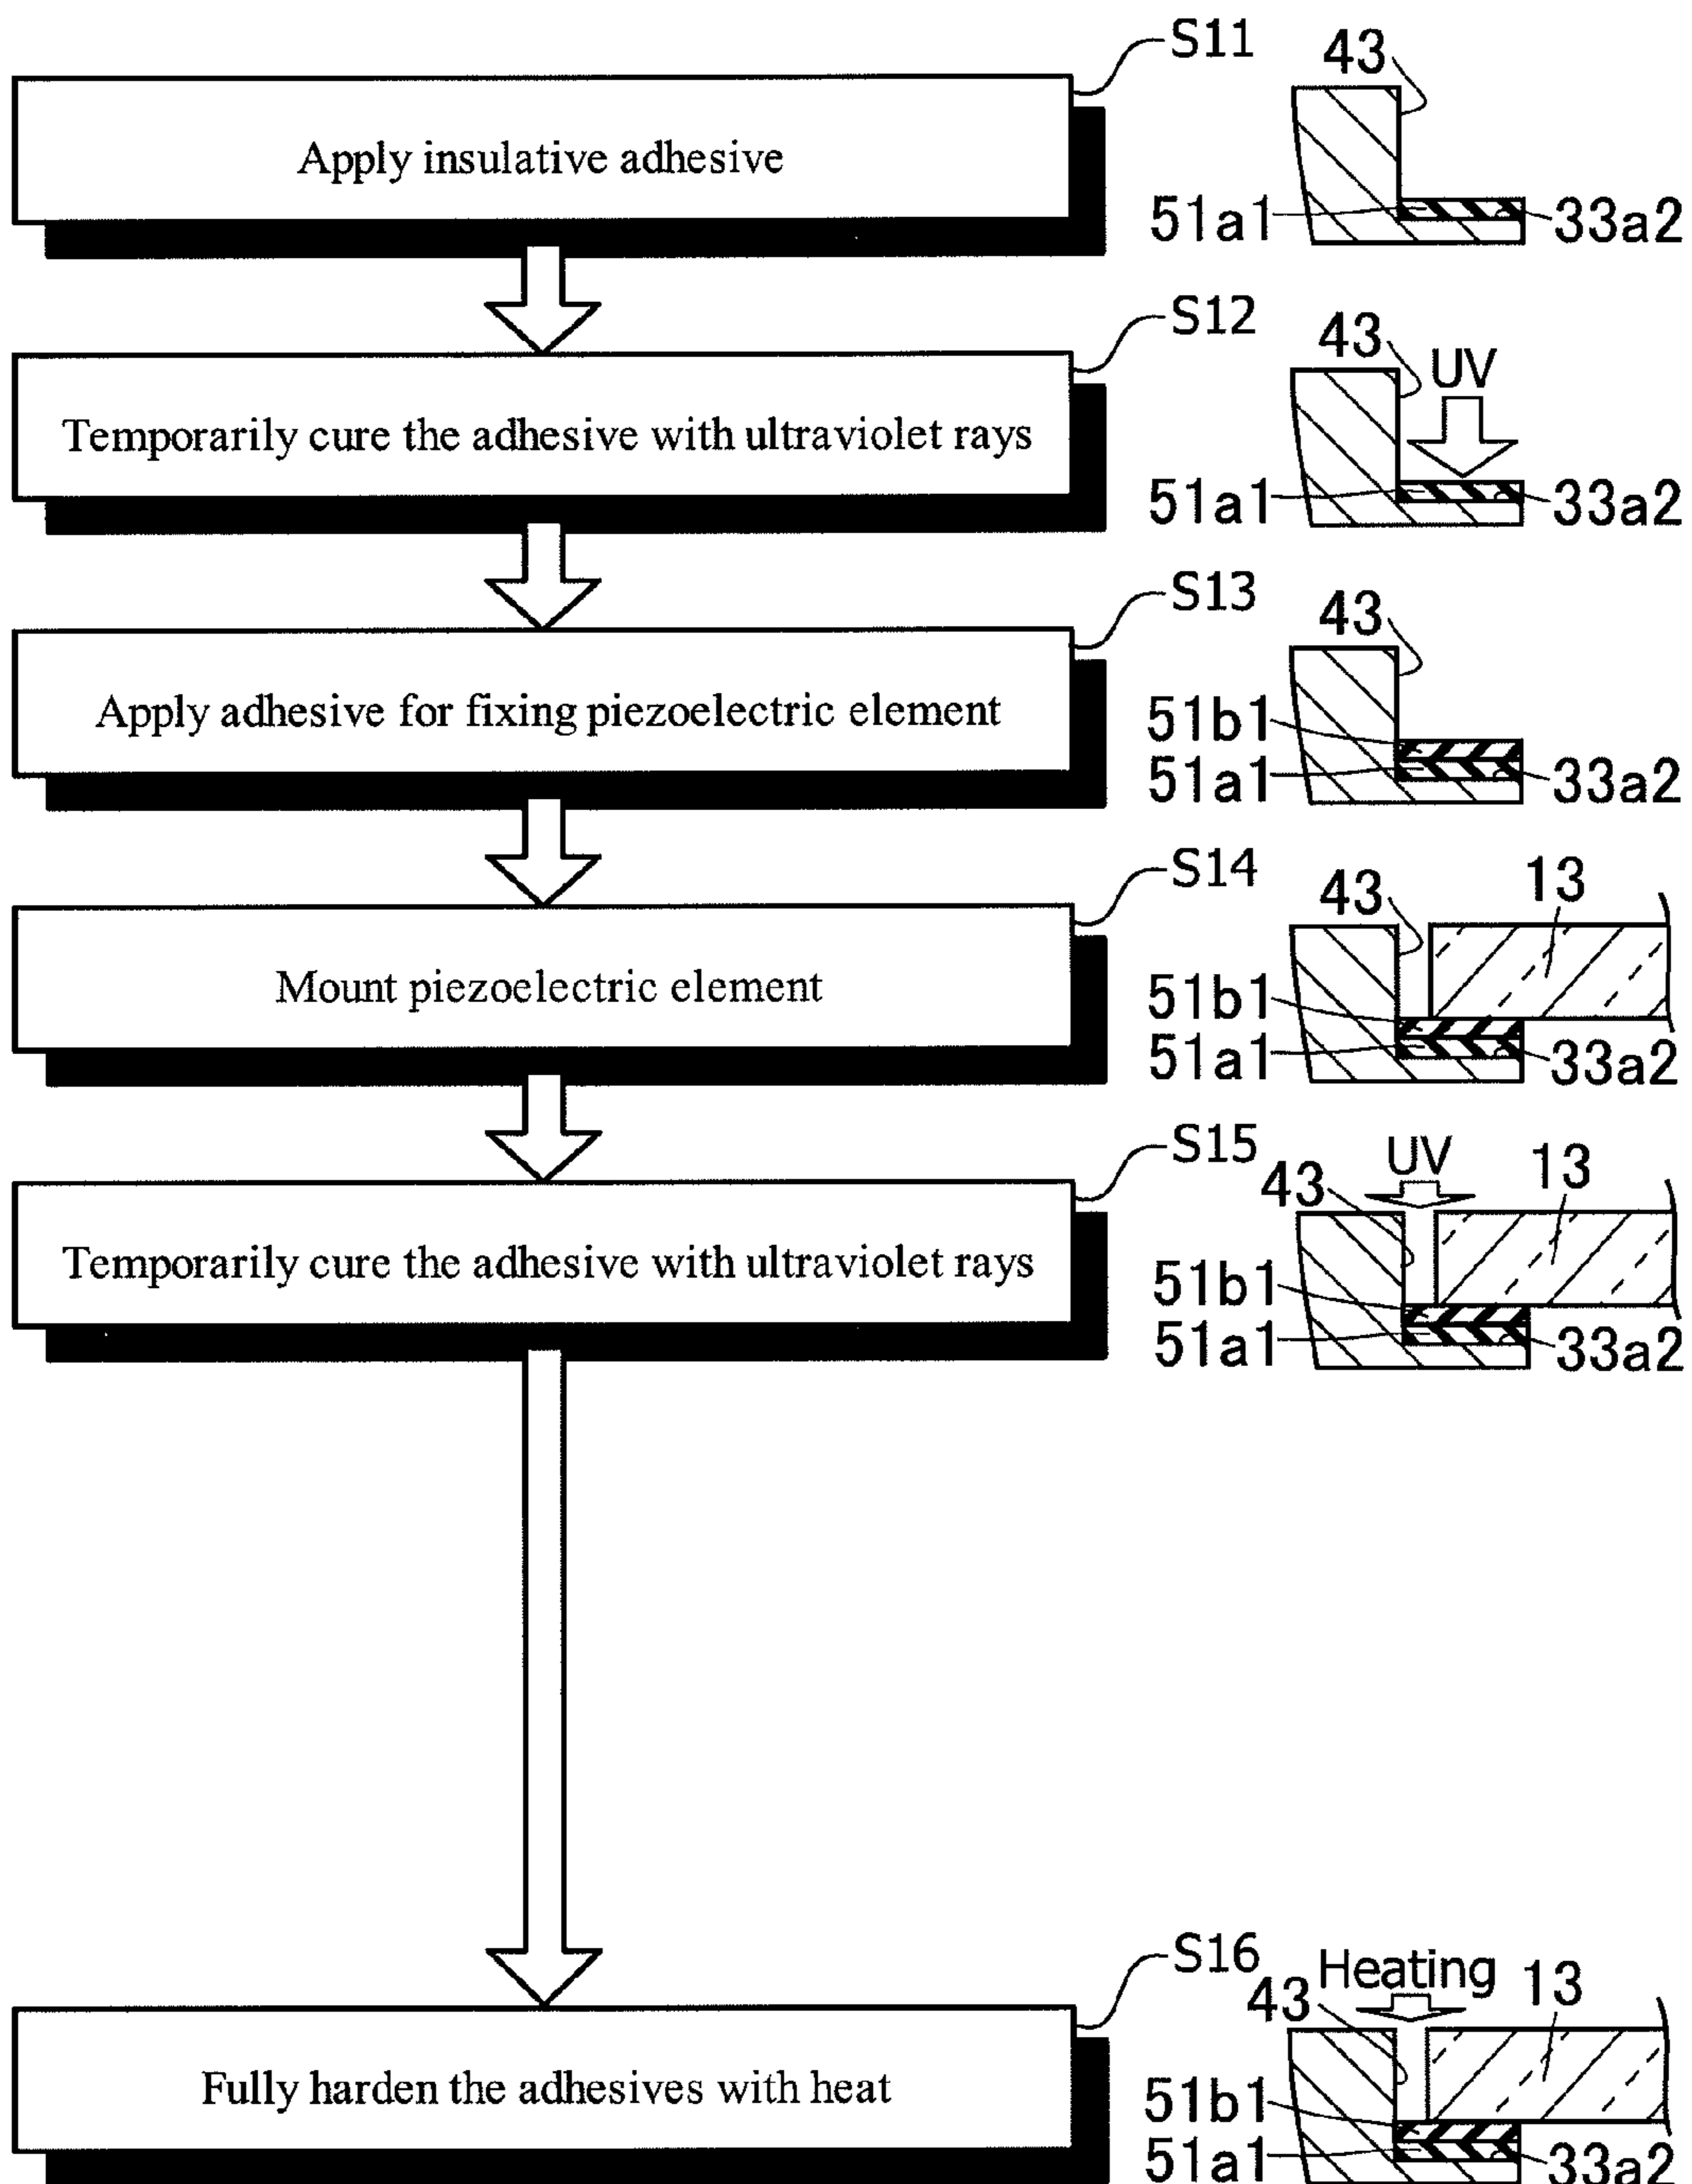 S11
43
Apply insulative adhesive
51a1
33a2
S12
43
UV
Temporarily cure the adhesive with ultraviolet rays
51a1
33a2
S13
43
Apply adhesive for fixing piezoelectric element
51b1
51a1
33a2
S14
43
13
Mount piezoelectric element
51b1
51a1
33a2
S15
UV
13
43
Temporarily cure the adhesive with ultraviolet rays
51b1
51a1
33a2
S16
Heating
13
43
Fully harden the adhesives with heat
51b1
51a1
33a2